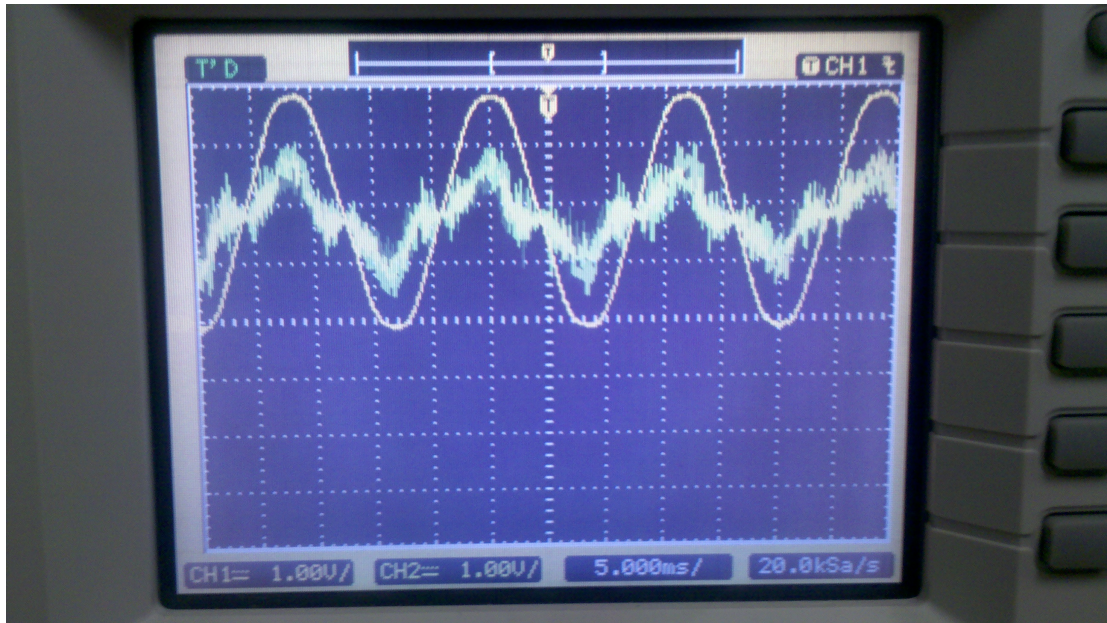 T
T'D
T CH1
T
CH1 1.00V/ CH2 1.00V/ 5.000ms/ 20.0kSa/s